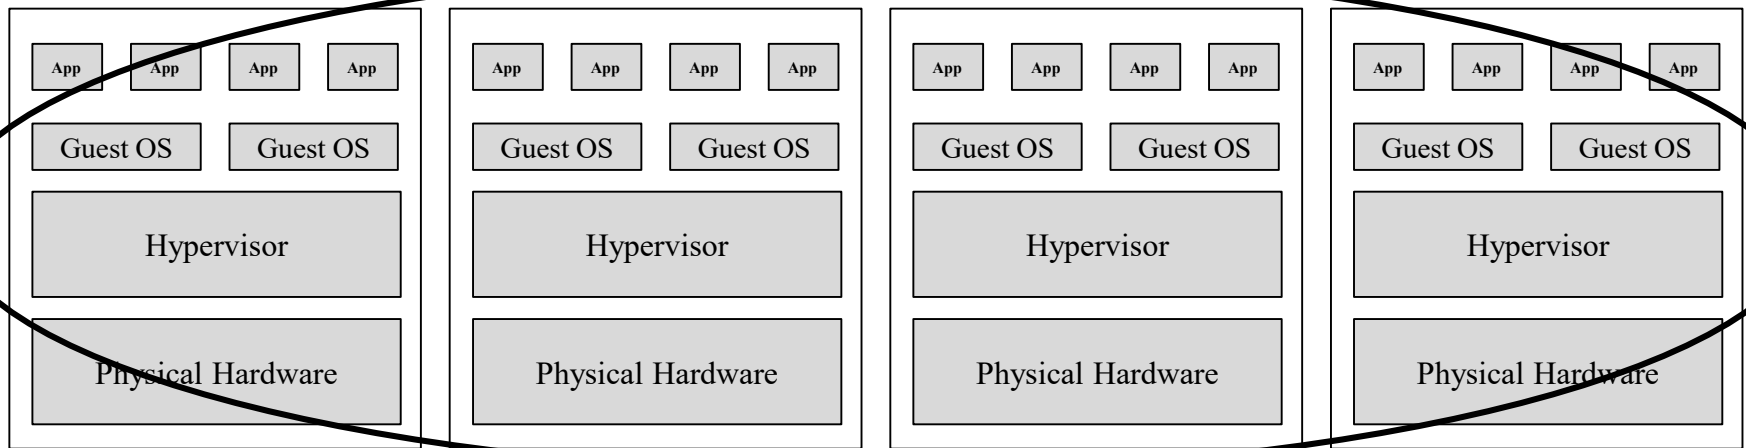 App App App App App App App App App App App App App App App App
Guest OS Guest OS Guest OS Guest OS Guest OS Guest OS Guest OS Guest OS
Hypervisor Hypervisor Hypervisor Hypervisor
Physical Hardware Physical Hardware Physical Hardware Physical Hardware